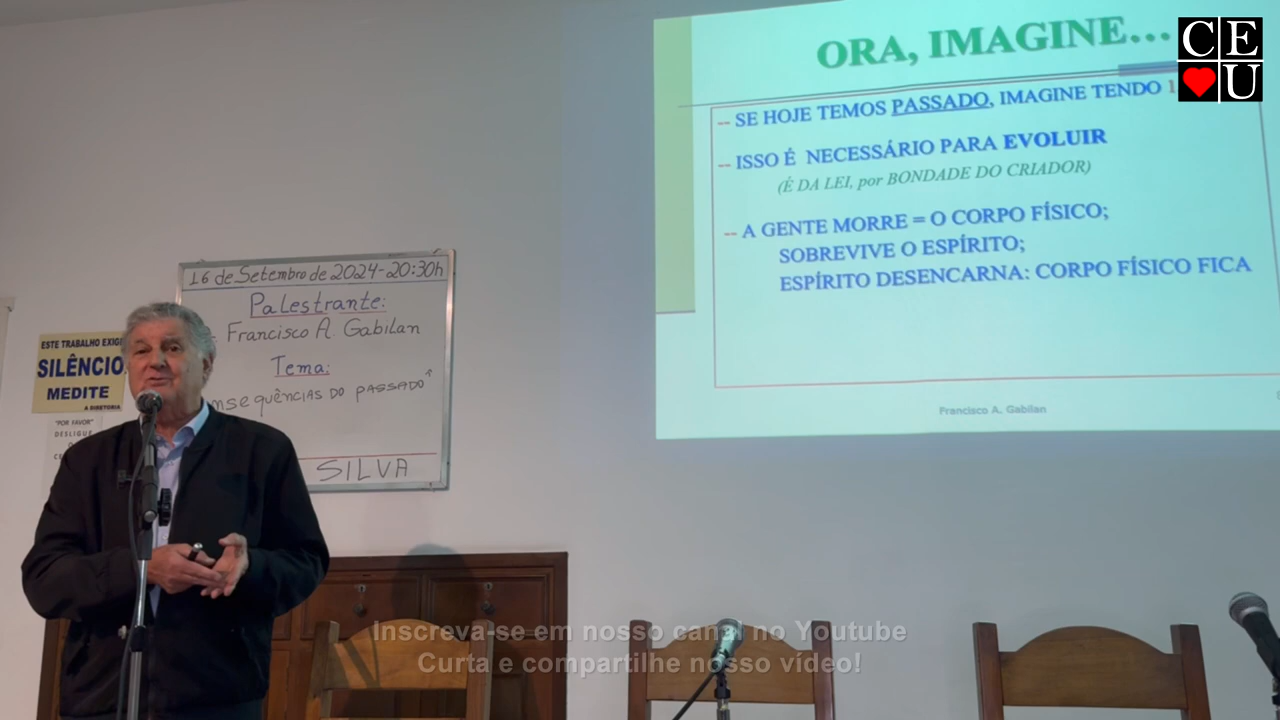 ORA, IMAGINE...
-- SE HOJE TEMOS PASSADO, IMAGINE TENDO
-- ISSO É NECESSÁRIO PARA EVOLUIR
(É DA LEI, por BONDADE DO CRIADOR)
-- A GENTE MORRE = O CORPO FÍSICO;
SOBREVIVE O ESPÍRITO;
ESPÍRITO DESENCARNA: CORPO FÍSICO FICA
Francisco A. Gabilan
CE
U
16 de Setembro de 2024-20:30h
Palestrante:
Francisco A. Gabilan
Tema:
DO PASSADO"
SILVA
ESTE TRABALHO EXIGE
SILÊNCIO
MEDITE
A DIRETORIA
"POR FAVOR"
DESLIGUE
Inscreva-se em nosso canal no Youtube
Curta e compartilhe nosso vídeo!